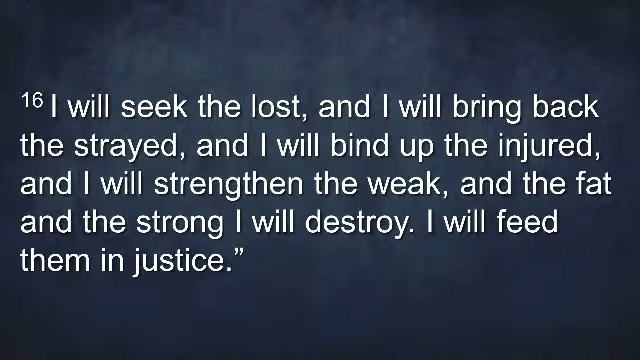 16 I will seek the lost, and I will bring back
the strayed, and I will bind up the injured,
and I will strengthen the weak, and the fat
and the strong I will destroy. I will feed
them in justice.”